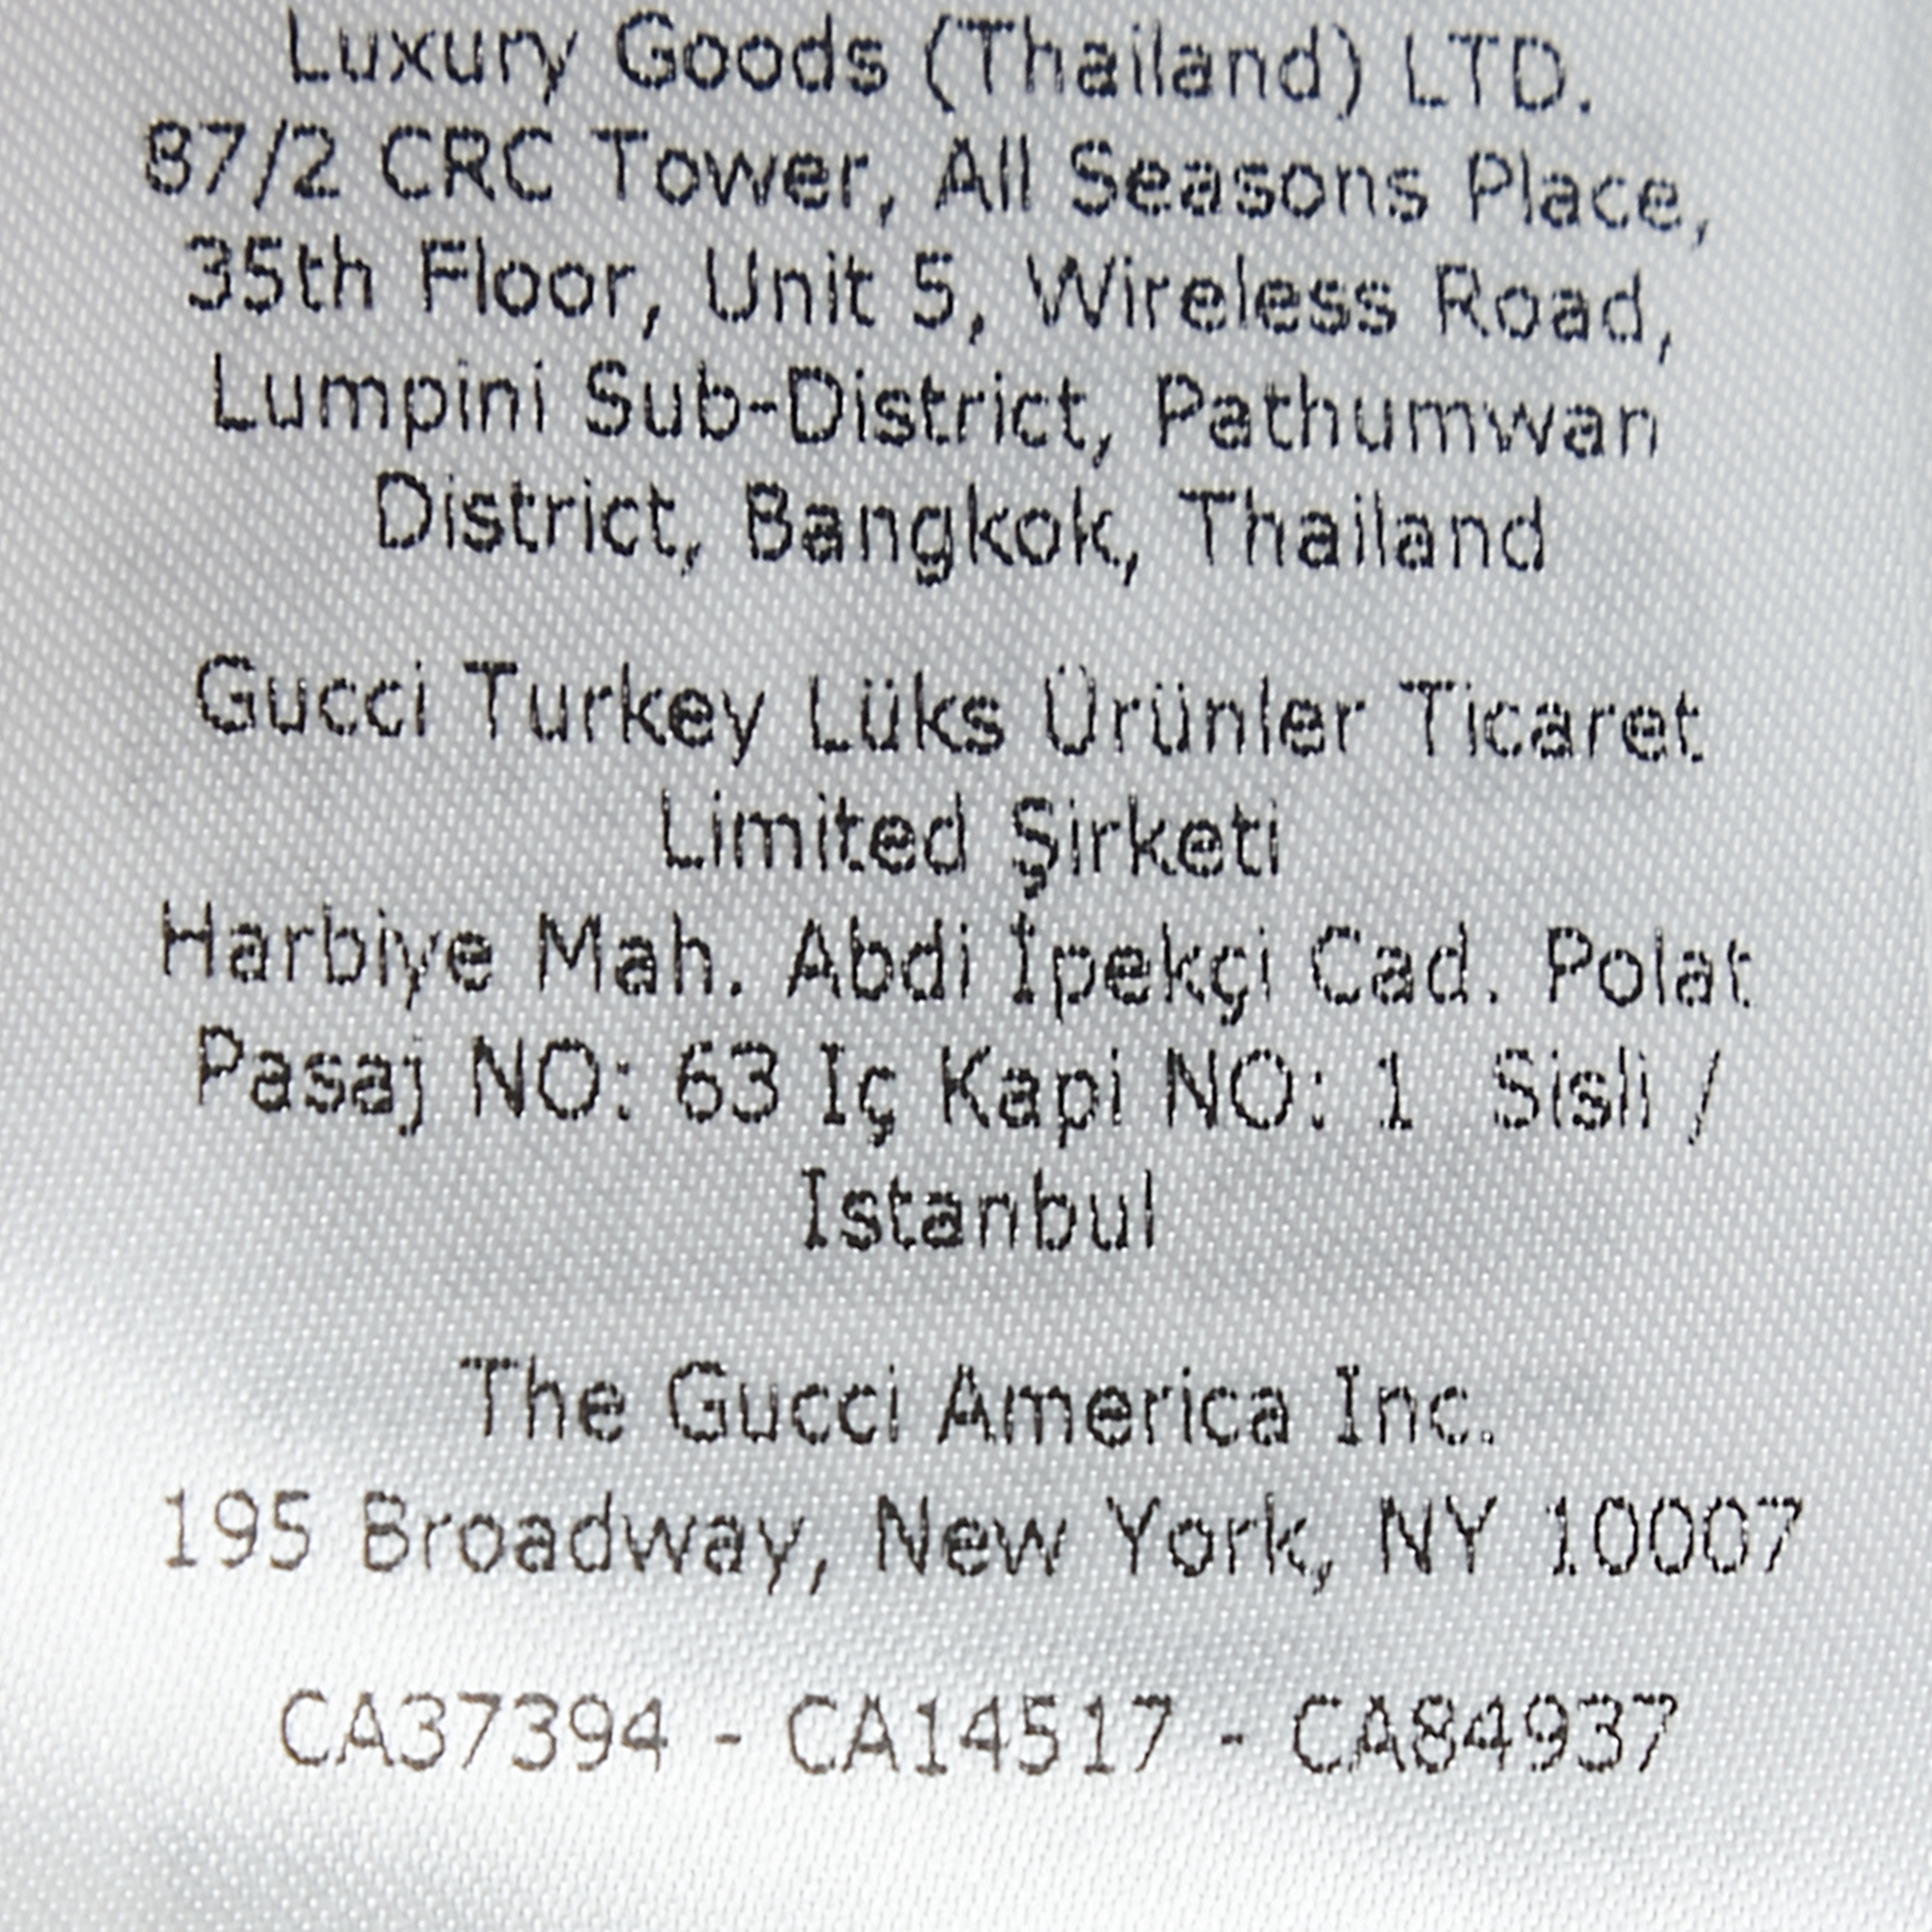 Luxury Goods (Thailand) LTD.
87/2 CRC Tower, All Seasons Place,
35th Floor, Unit 5, Wireless Road,
Lumpini Sub-District, Pathumwan
District, Bangkok, Thailand
Gucci Turkey Lüks Ürünler Ticaret
Limited Şirketi
Harbiye Mah. Abdi İpekçi Cad. Polat
Pasaj NO: 63 Iç Kapi NO: 1 Sisli /
Istanbul
The Gucci America Inc.
195 Broadway, New York, NY 10007
CA37394 - CA14517 - CA84937